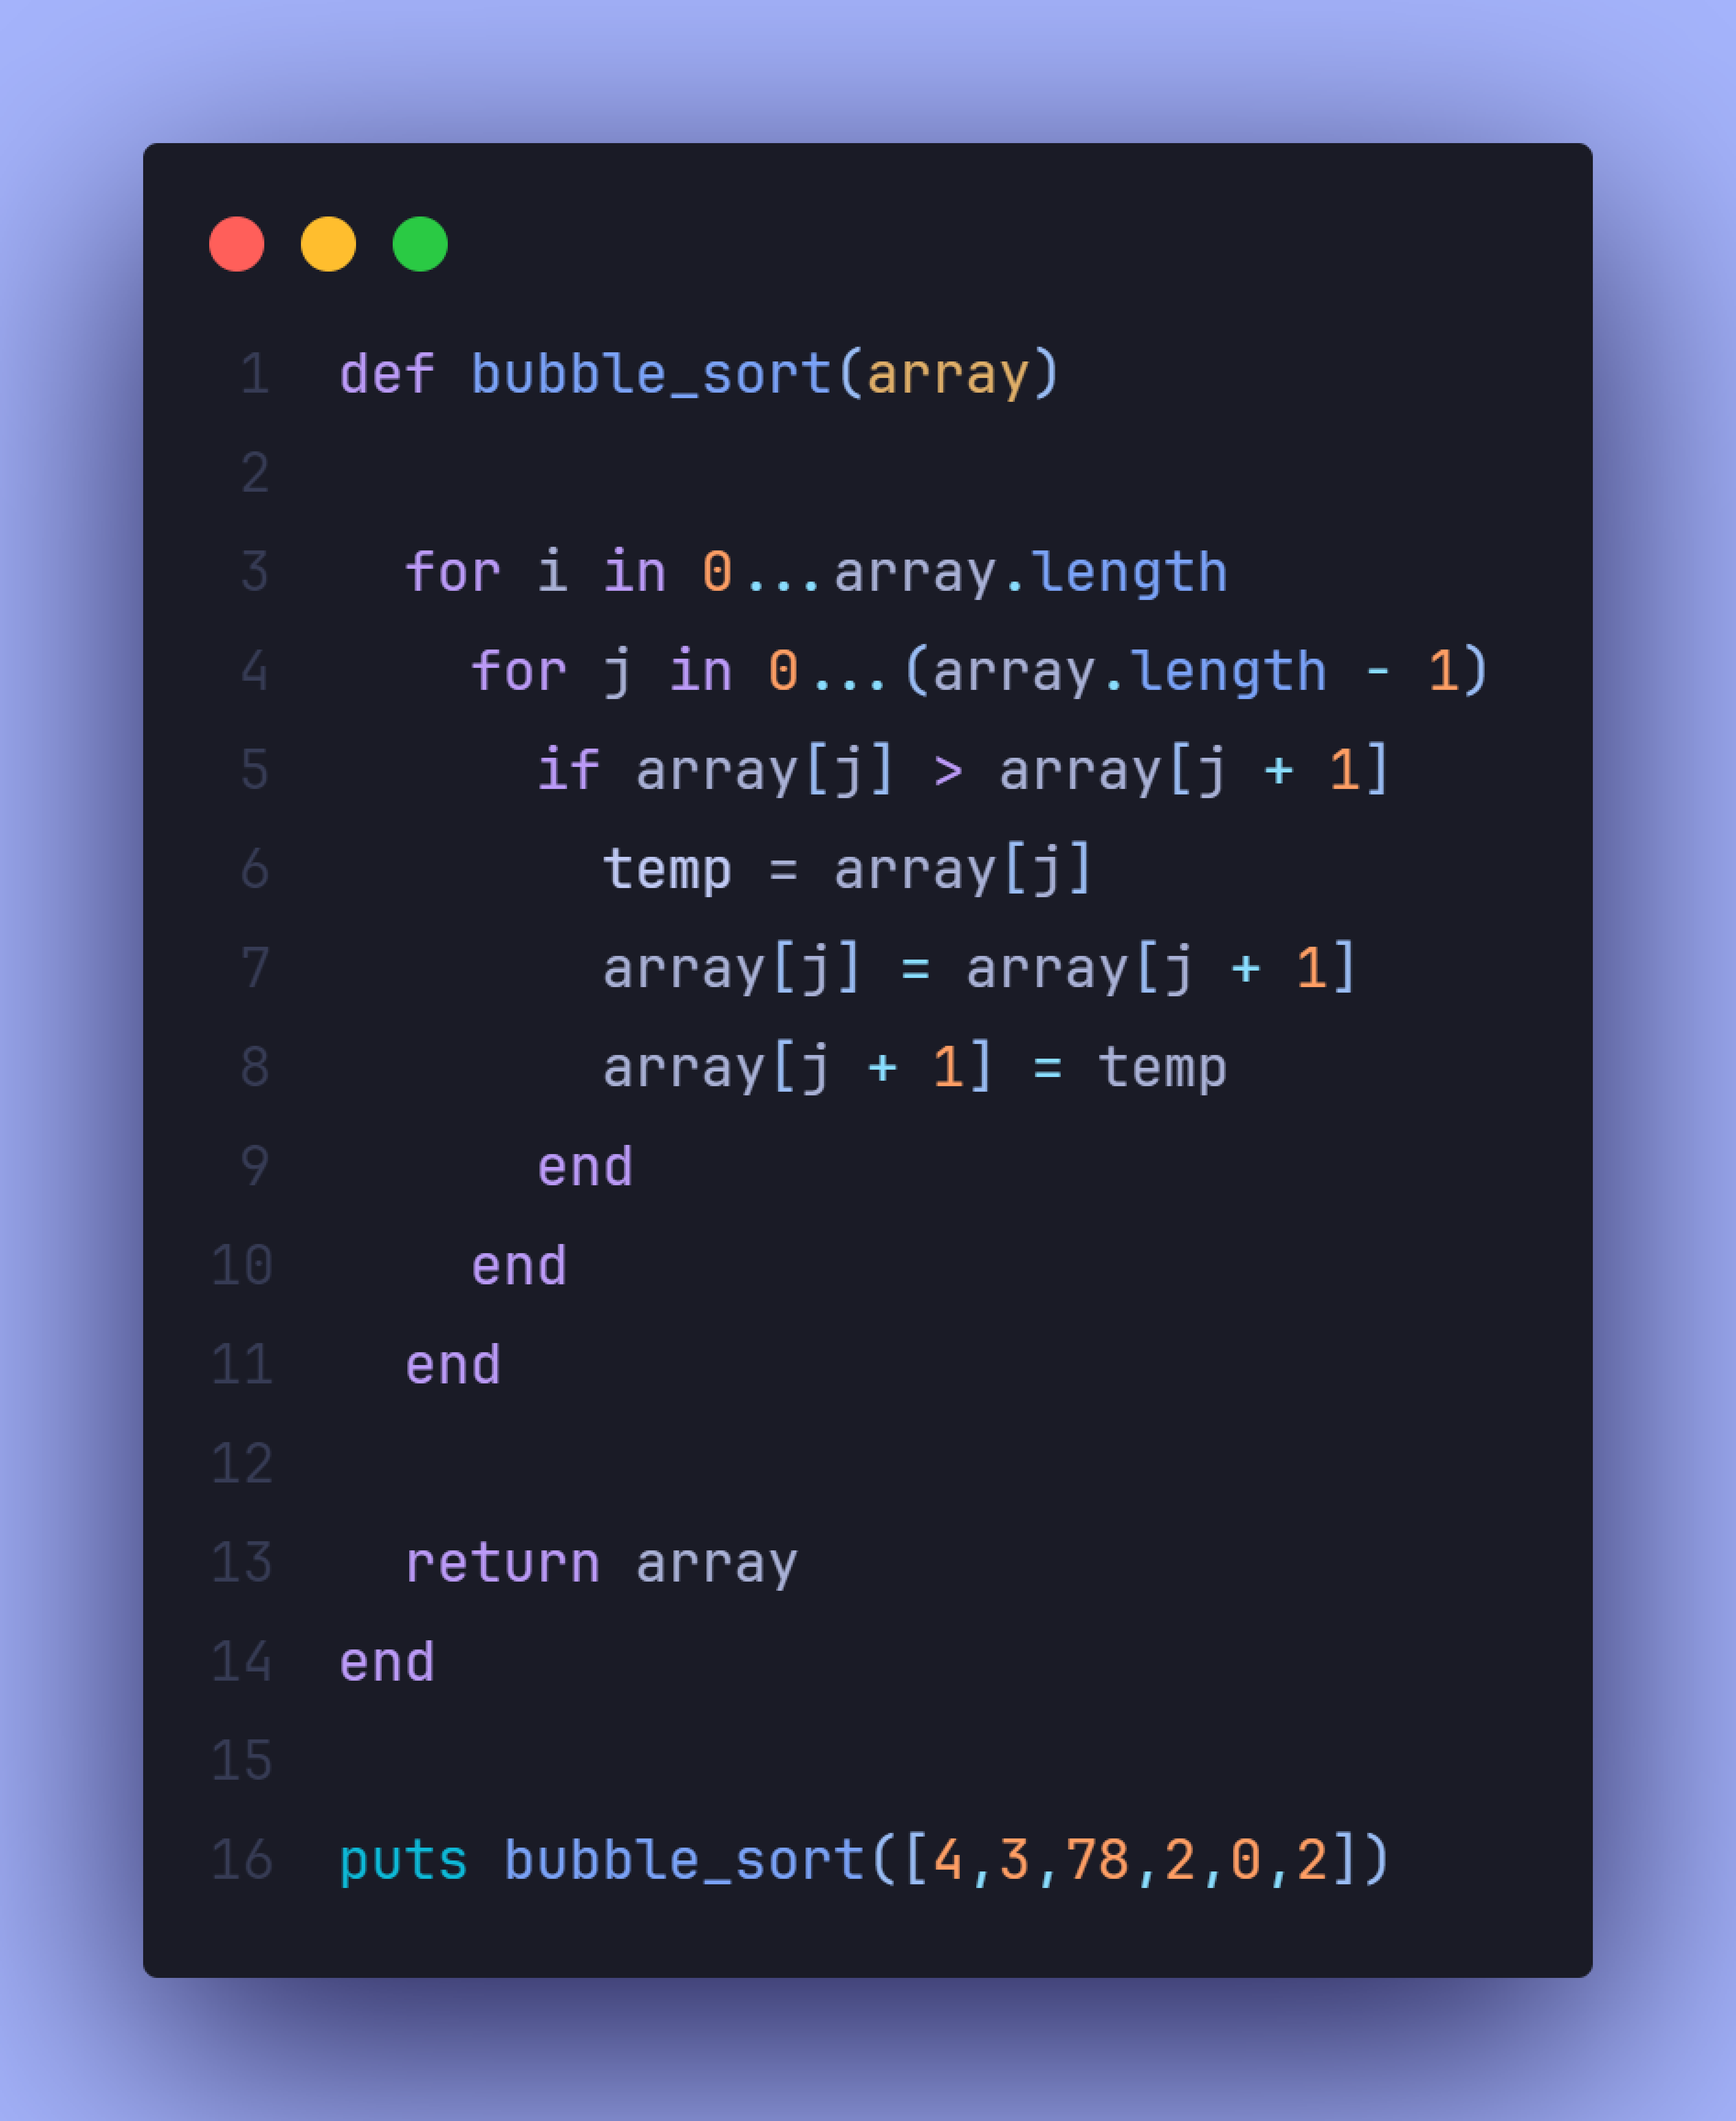 1 def bubble_sort(array)
2
3   for i in 0...array.length
4     for j in 0...(array.length - 1)
5       if array[j] > array[j + 1]
6         temp = array[j]
7         array[j] = array[j + 1]
8         array[j + 1] = temp
9       end
10     end
11   end
12
13   return array
14 end
15
16 puts bubble_sort([4,3,78,2,0,2])